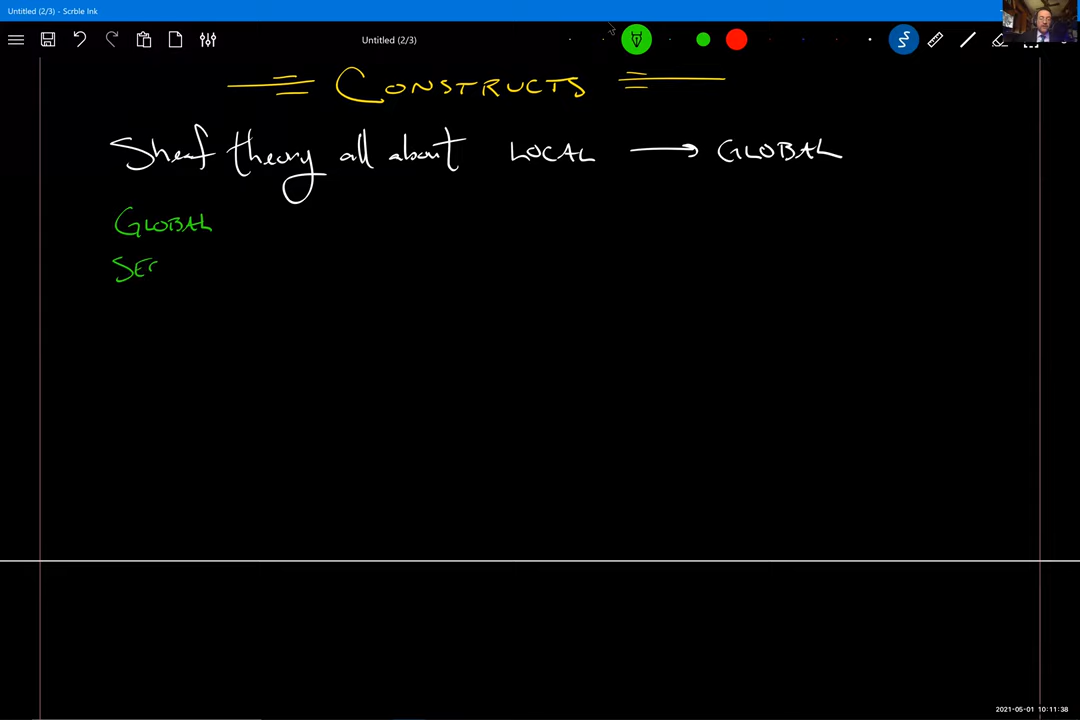 Untitled (2/3) - Scrble Ink
Untitled (2/3)
CONSTRUCTS
Sheaf theory all about LOCAL → GLOBAL
GLOBAL
SEC
2021-05-01 10:11:38